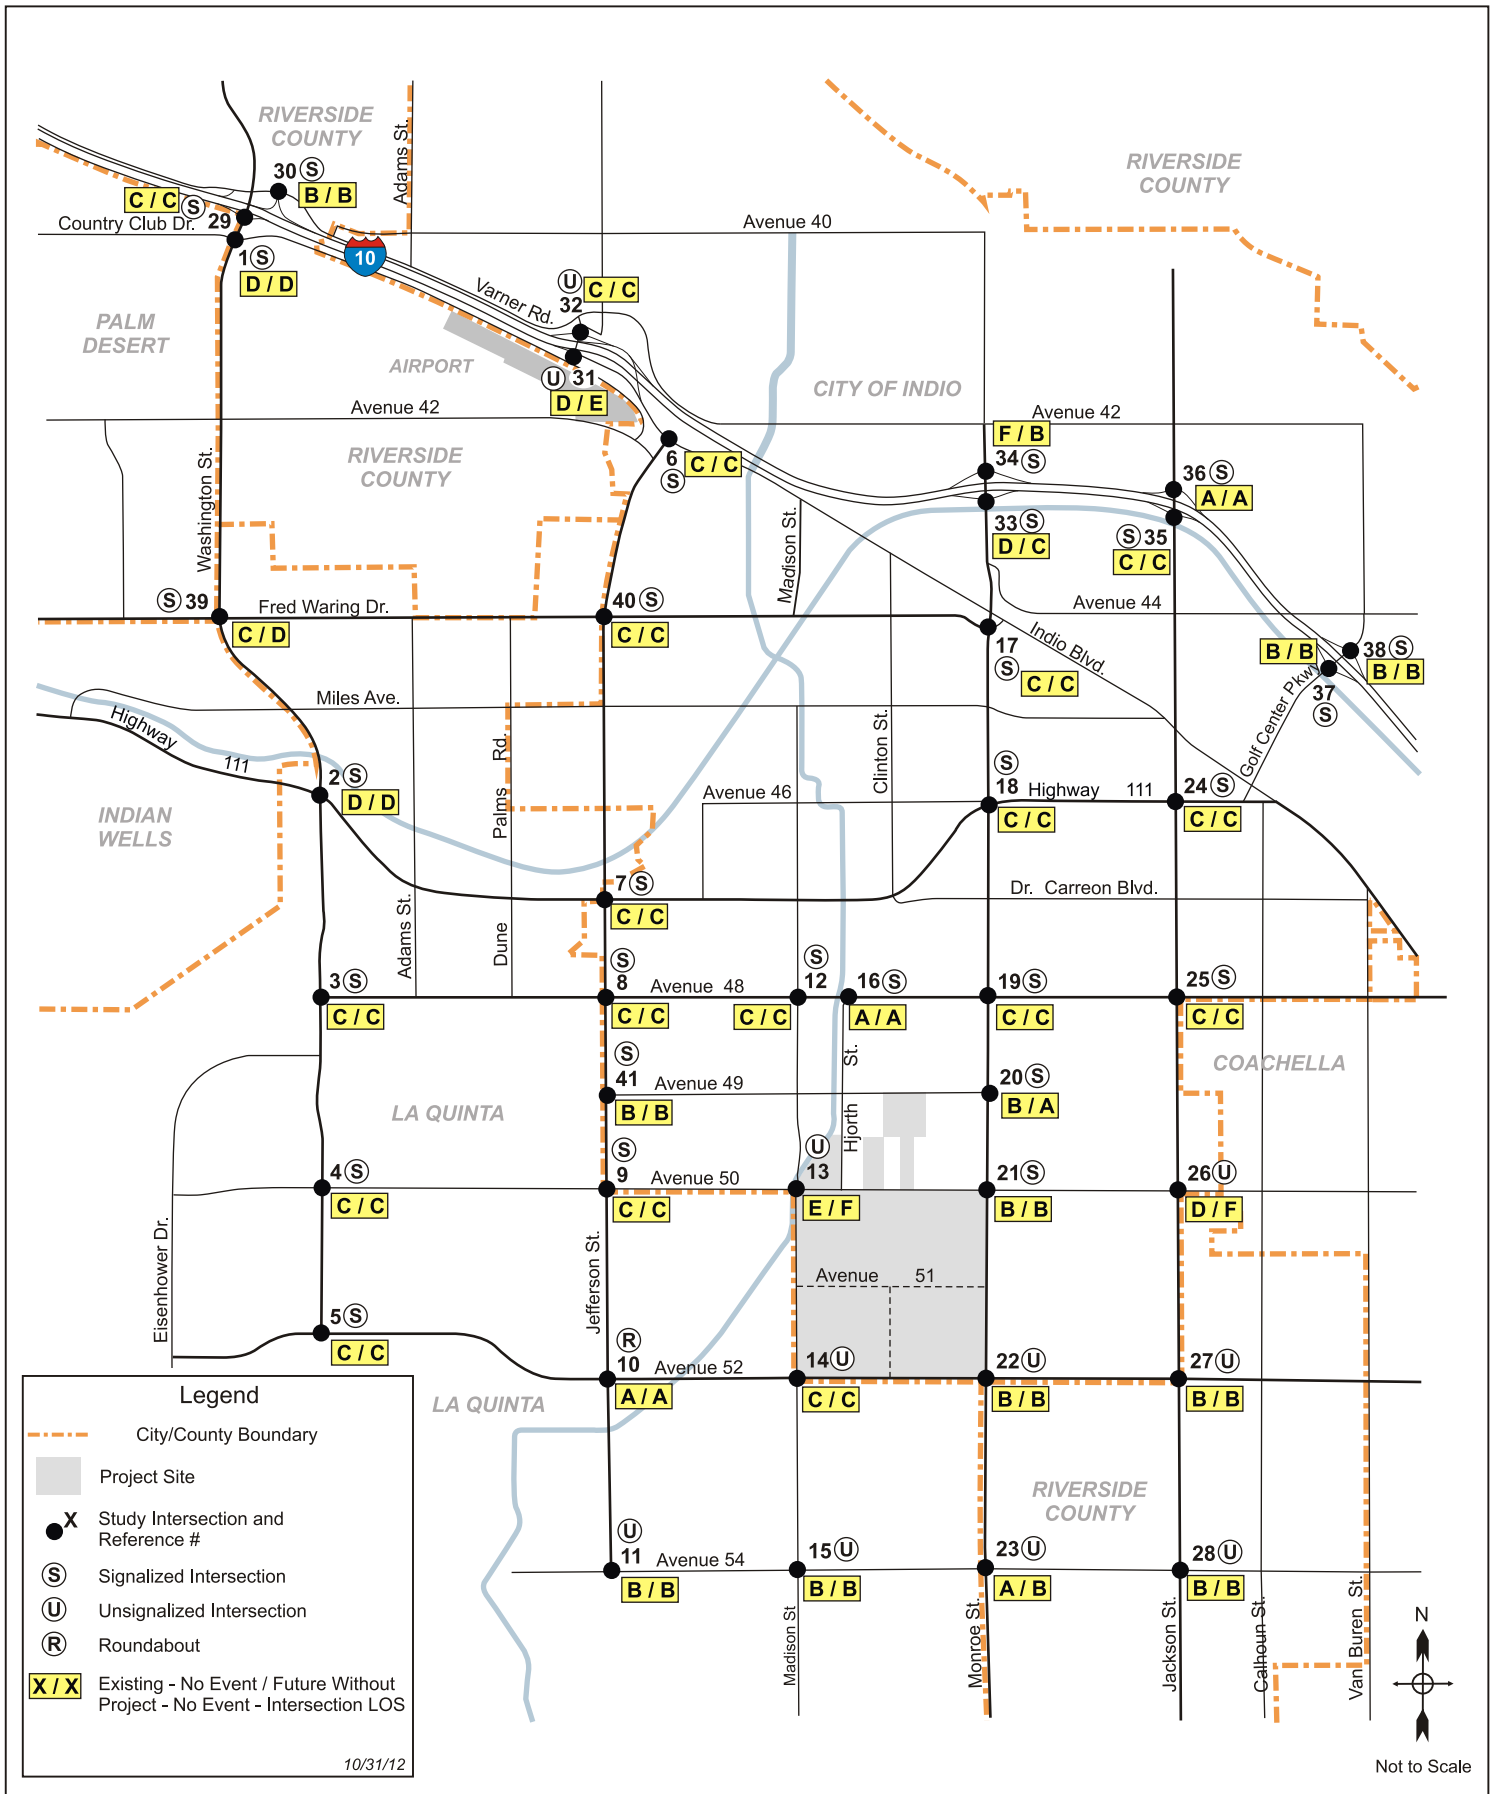 RIVERSIDE
COUNTY
Adams St.
RIVERSIDE
COUNTY
30 S
B / B
C / C
S
29
Country Club Dr.
Avenue 40
1 S
D / D
10
Varner Rd.
U
32
C / C
PALM
DESERT
AIRPORT
U 31
D / E
CITY OF INDIO
Avenue 42
Avenue 42
F / B
34 S
Washington St.
RIVERSIDE
COUNTY
6
S
C / C
36 S
A / A
Madison St.
33 S
D / C
S 35
C / C
S 39
Fred Waring Dr.
C / D
40 S
C / C
Avenue 44
17
S
C / C
Indio Blvd.
B / B
38 S
B / B
37
S
Golf Center Pkwy
Miles Ave.
Highway
111
2 S
D / D
Palms Rd.
Clinton St.
S
18
C / C
Avenue 46
Highway 111
24 S
C / C
INDIAN
WELLS
7 S
C / C
Dr. Carreon Blvd.
Adams St.
Dune
3 S
C / C
S
8
C / C
Avenue 48
S
12
C / C
16 S
A / A
19 S
C / C
25 S
C / C
S
41
B / B
Avenue 49
Hjorth St.
20 S
B / A
COACHELLA
LA QUINTA
4 S
C / C
S
9
C / C
Avenue 50
U
13
E / F
21 S
B / B
26 U
D / F
Eisenhower Dr.
Jefferson St.
Avenue 51
5 S
C / C
R
10
A / A
Avenue 52
14 U
C / C
22 U
B / B
27 U
B / B
LA QUINTA
RIVERSIDE
COUNTY
U
11
B / B
Avenue 54
15 U
B / B
23 U
A / B
28 U
B / B
Madison St
Monroe St.
Jackson St.
Calhoun St.
Van Buren St.
Legend
City/County Boundary
Project Site
X
Study Intersection and
Reference #
S Signalized Intersection
U Unsignalized Intersection
R Roundabout
X / X Existing - No Event / Future Without
Project - No Event - Intersection LOS
10/31/12
N
Not to Scale